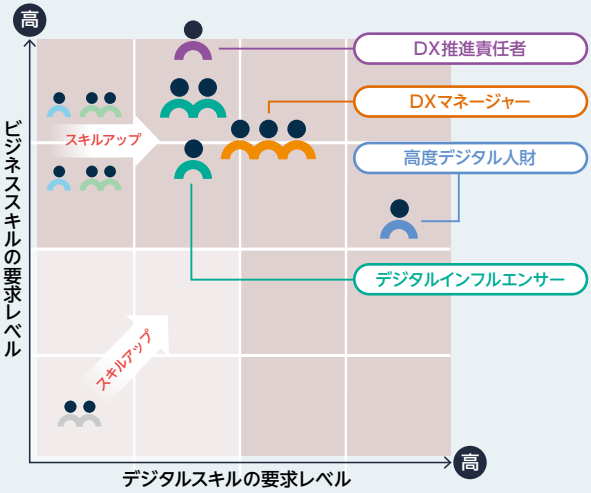 高
DX推進責任者
DXマネージャー
スキルアップ
高度デジタル人財
ビジネススキルの要求レベル
デジタルインフルエンサー
スキルアップ
高
デジタルスキルの要求レベル